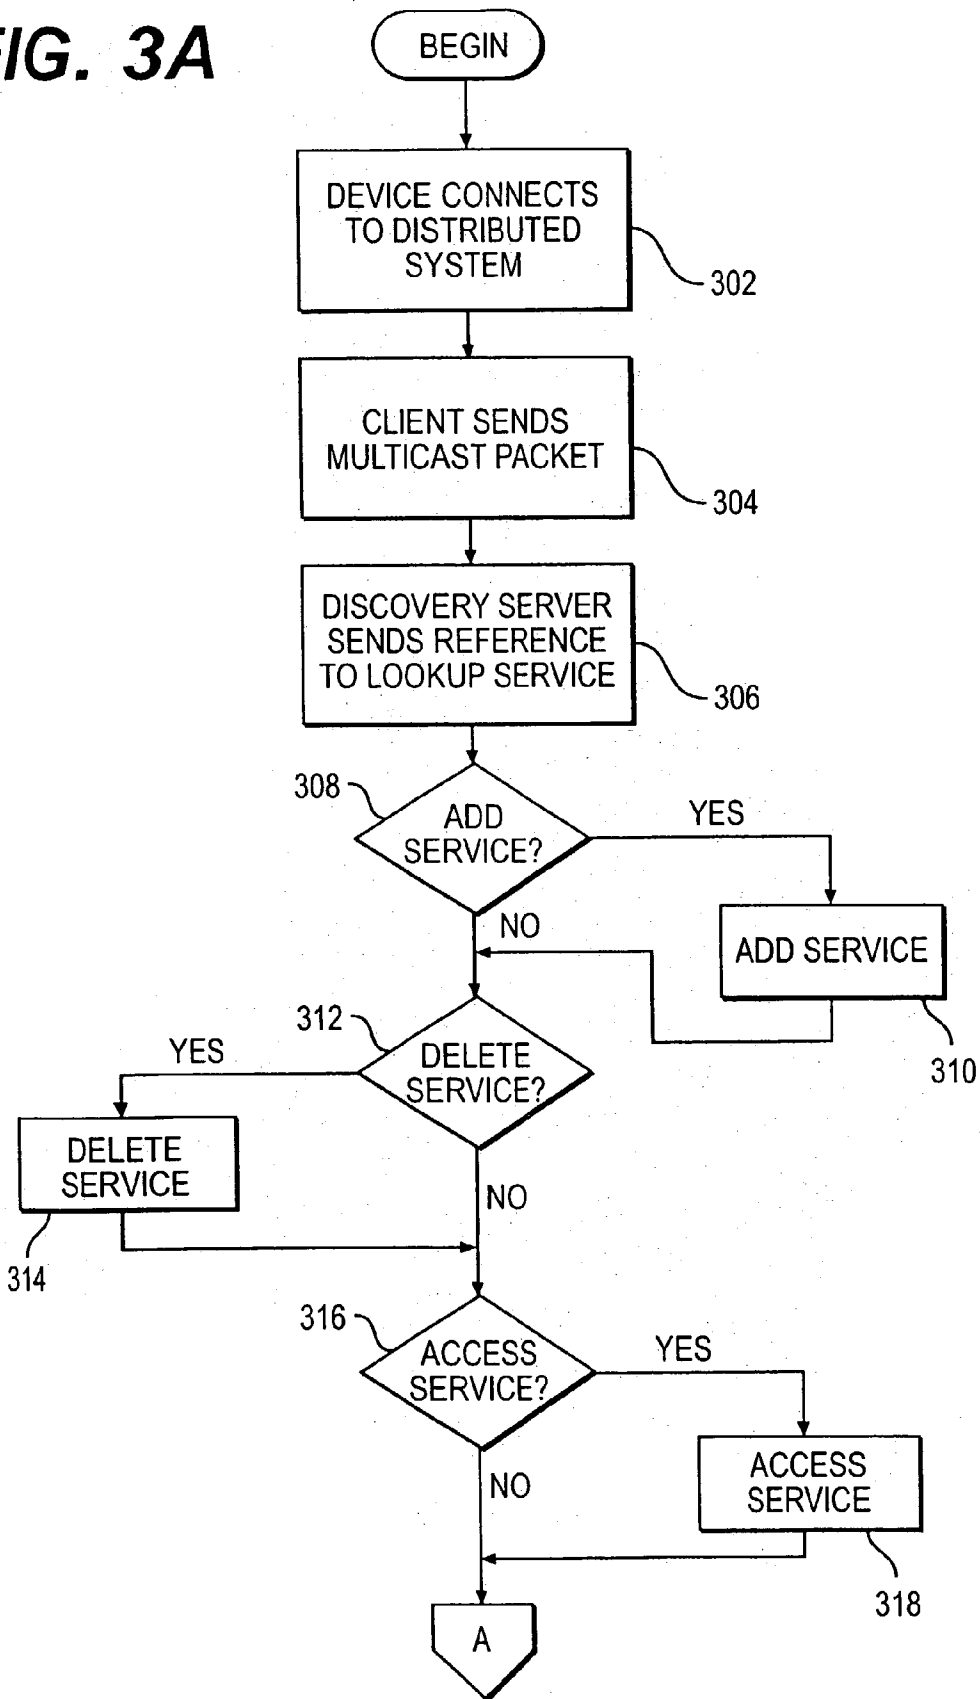 FIG. 3A
BEGIN
DEVICE CONNECTS
TO DISTRIBUTED
SYSTEM
302
CLIENT SENDS
MULTICAST PACKET
304
DISCOVERY SERVER
SENDS REFERENCE
TO LOOKUP SERVICE
306
308
ADD
SERVICE?
YES
NO
ADD SERVICE
310
312
DELETE
SERVICE?
YES
NO
DELETE
SERVICE
314
316
ACCESS
SERVICE?
YES
NO
ACCESS
SERVICE
318
A